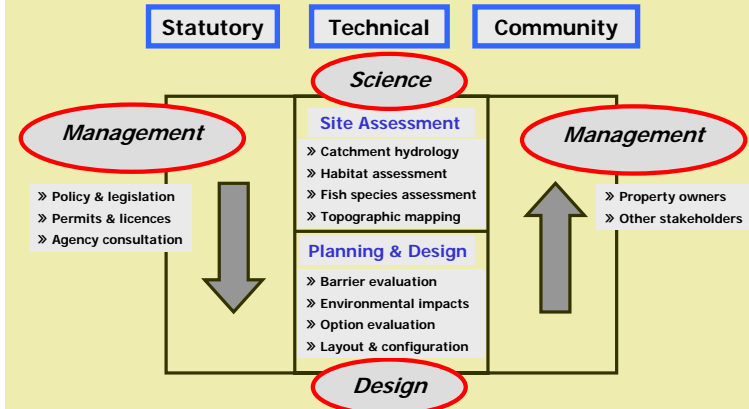 Statutory
Technical
Community
Science
Management
Management
Site Assessment
» Catchment hydrology
» Habitat assessment
» Fish species assessment
» Topographic mapping
» Policy & legislation
» Permits & licences
» Agency consultation
» Property owners
» Other stakeholders
Planning & Design
» Barrier evaluation
» Environmental impacts
» Option evaluation
» Layout & configuration
Design